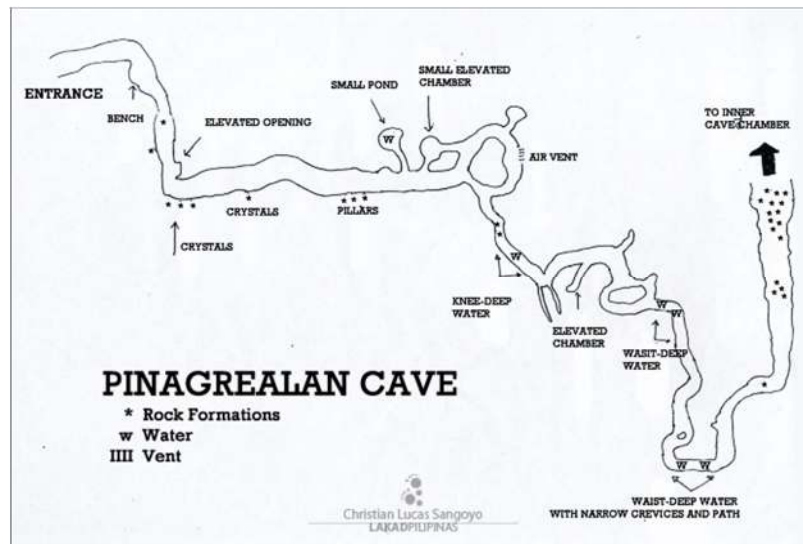 ENTRANCE
BENCH
ELEVATED OPENING
CRYSTALS
CRYSTALS
PILLARS
SMALL POND
W
SMALL ELEVATED
CHAMBER
AIR VENT
W
KNEE-DEEP
WATER
ELEVATED
CHAMBER
W
W
WASIT-DEEP
WATER
TO INNER
CAVE CHAMBER
W W
WAIST-DEEP WATER
WITH NARROW CREVICES AND PATH
PINAGREALAN CAVE
* Rock Formations
W Water
IIII Vent
Christian Lucas Sangoyo
LAKADPILIPINAS